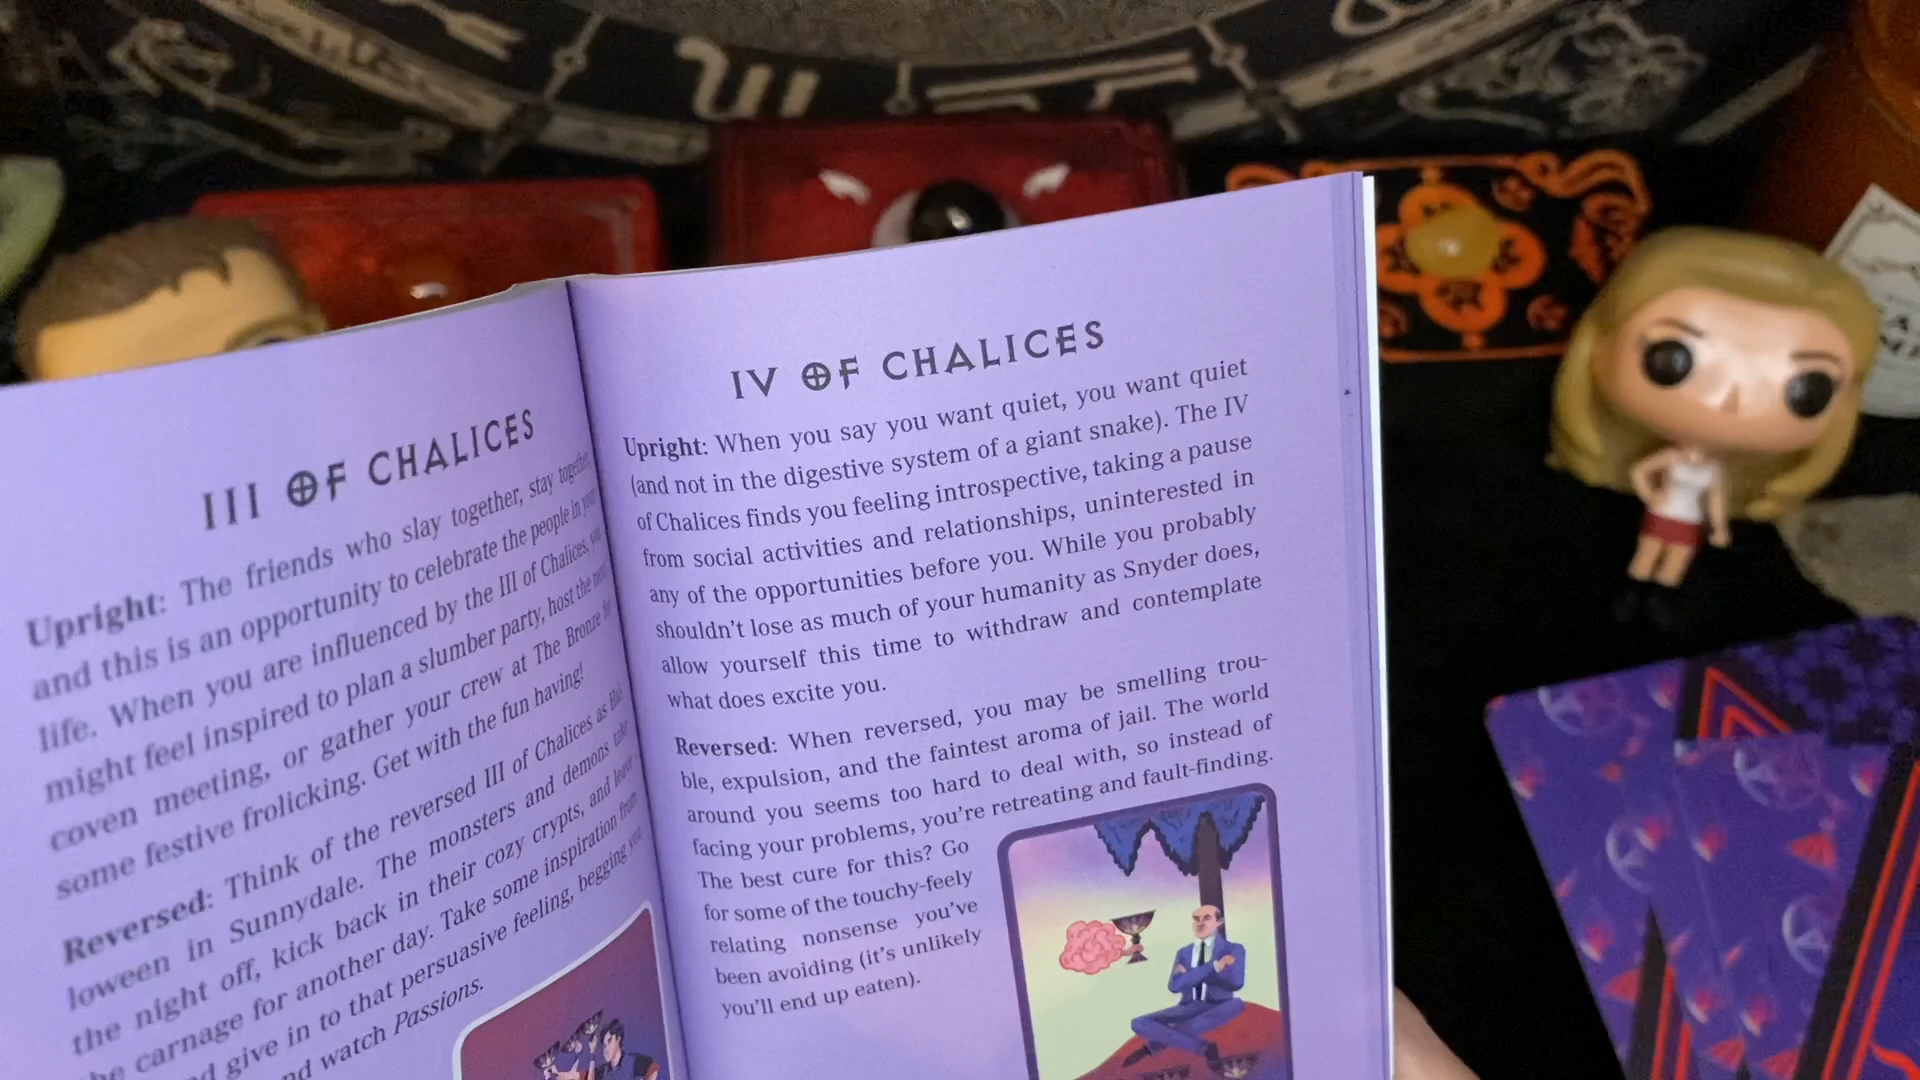 III OF CHALICES
Upright: The friends who slay together, stay together,
and this is an opportunity to celebrate the people in your
life. When you are influenced by the III of Chalices, you
might feel inspired to plan a slumber party, host the next
coven meeting, or gather your crew at The Bronze for
some festive frolicking. Get with the fun having!
Reversed: Think of the reversed III of Chalices as Hal-
loween in Sunnydale. The monsters and demons take
the night off, kick back in their cozy crypts, and leave
the carnage for another day. Take some inspiration from
give in to that persuasive feeling, begging you
and watch Passions.
IV OF CHALICES
Upright: When you say you want quiet, you want quiet
(and not in the digestive system of a giant snake). The IV
of Chalices finds you feeling introspective, taking a pause
from social activities and relationships, uninterested in
any of the opportunities before you. While you probably
shouldn't lose as much of your humanity as Snyder does,
allow yourself this time to withdraw and contemplate
what does excite you.
Reversed: When reversed, you may be smelling trou-
ble, expulsion, and the faintest aroma of jail. The world
around you seems too hard to deal with, so instead of
facing your problems, you're retreating and fault-finding.
The best cure for this? Go
for some of the touchy-feely
relating nonsense you've
been avoiding (it's unlikely
you'll end up eaten).